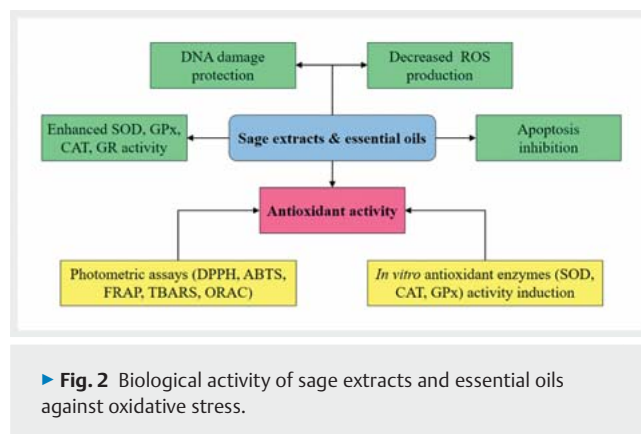 DNA damage
protection
Decreased ROS
production
Enhanced SOD, GPx,
CAT, GR activity
Sage extracts & essential oils
Apoptosis
inhibition
Antioxidant activity
Photometric assays (DPPH, ABTS,
FRAP, TBARS, ORAC)
In vitro antioxidant enzymes (SOD,
CAT, GPx) activity induction
► Fig. 2 Biological activity of sage extracts and essential oils
against oxidative stress.